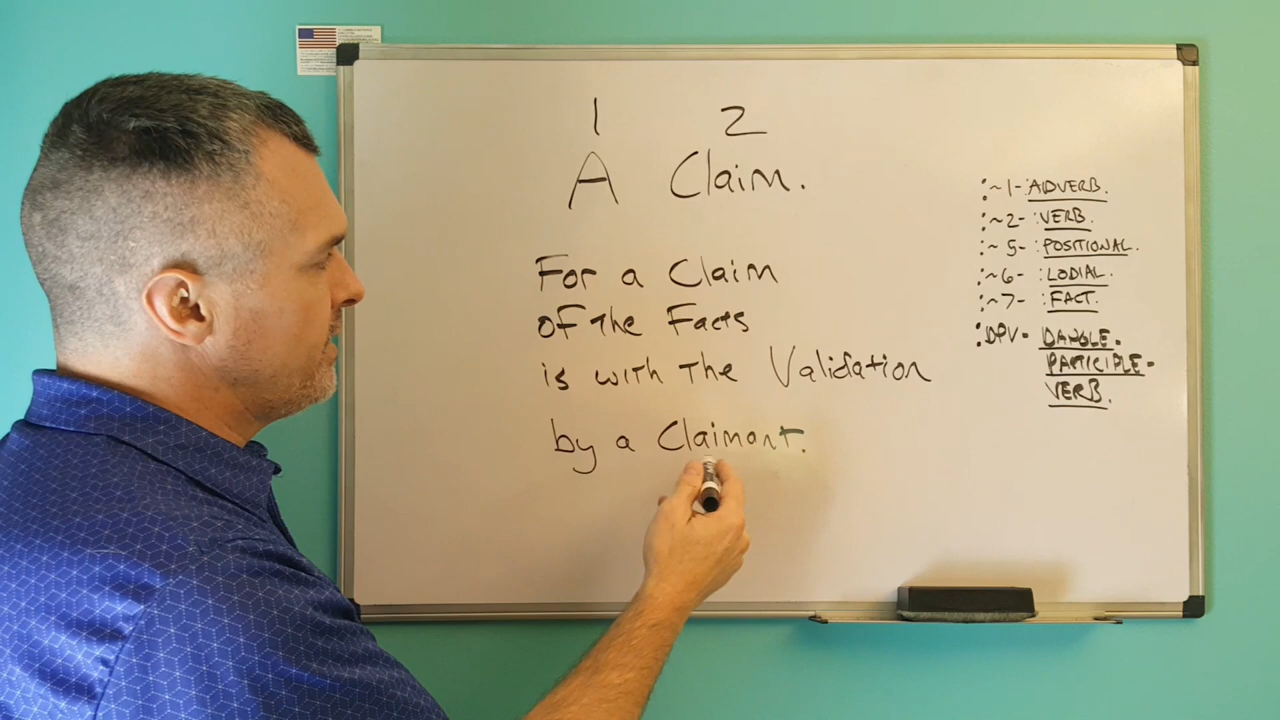 1 2
A Claim.
For a Claim
of The Facts
is with The Validation
by a Claimant.
:~1-:ADVERB.
:~2- :VERB.
:~5- :POSITIONAL.
:~6- :LODIAL.
:~7- :FACT.
:DPV- DANGLE-
PARTICIPLE-
VERB.